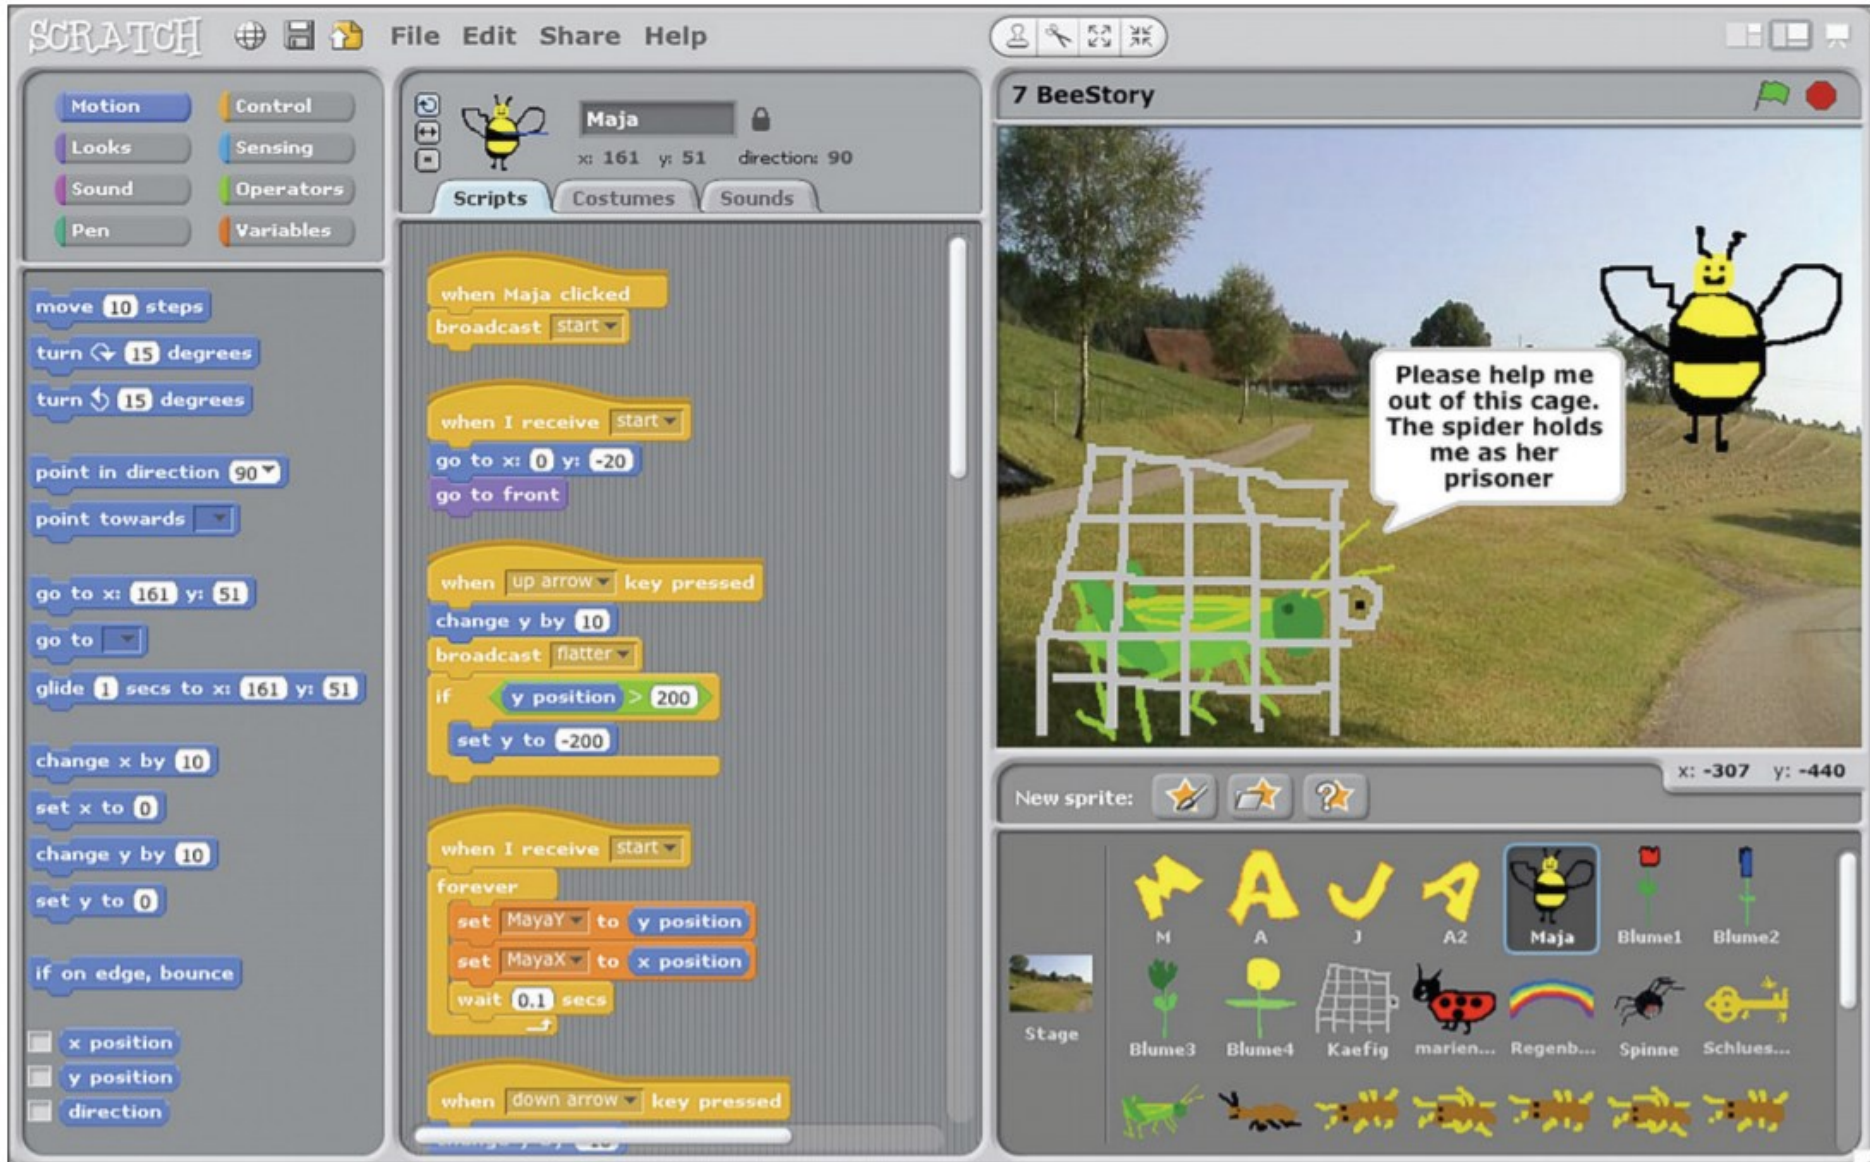 SCRATCH File Edit Share Help
Motion Control
Looks Sensing
Sound Operators
Pen Variables
move 10 steps
turn 15 degrees
turn 15 degrees
point in direction 90
point towards
go to x: 161 y: 51
go to
glide 1 secs to x: 161 y: 51
change x by 10
set x to 0
change y by 10
set y to 0
if on edge, bounce
x position
y position
direction
Maja
x: 161 y: 51 direction: 90
Scripts Costumes Sounds
when Maja clicked
broadcast start
when I receive start
go to x: 0 y: -20
go to front
when up arrow key pressed
change y by 10
broadcast flatter
if y position > 200
set y to -200
when I receive start
forever
set MayaY to y position
set MayaX to x position
wait 0.1 secs
when down arrow key pressed
change y by -10
7 BeeStory
Please help me
out of this cage.
The spider holds
me as her
prisoner
x: -307 y: -440
New sprite:
Stage
M A J A2 Maja Blume1 Blume2
Blume3 Blume4 Kaefig marien... Regenb... Spinne Schlues...